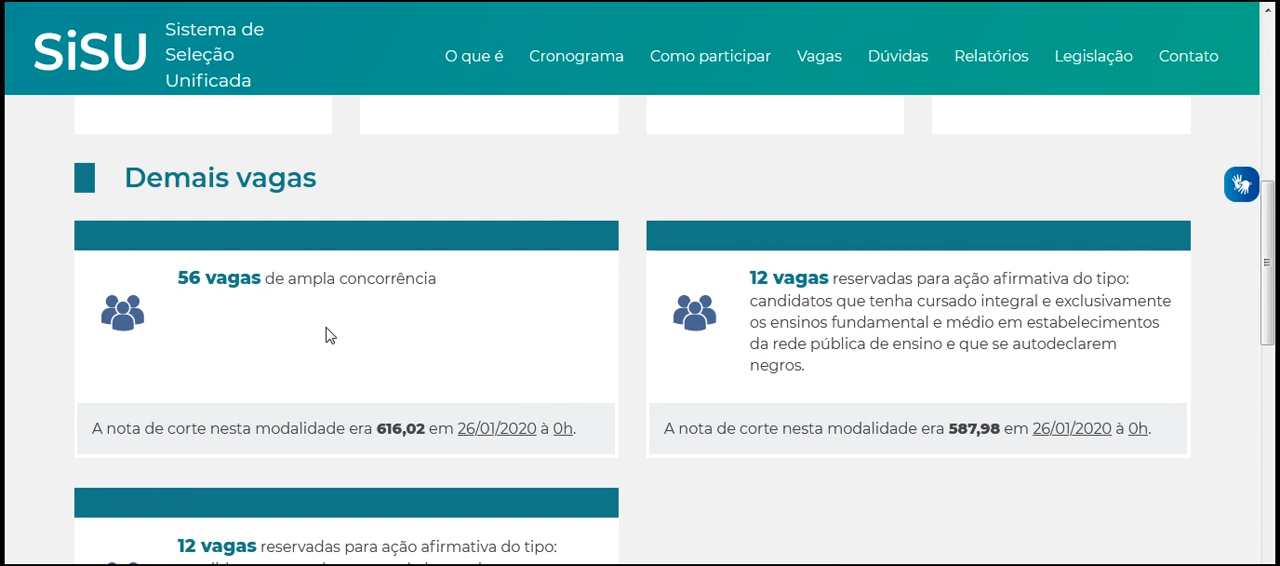 SiSU
Sistema de
Seleção
Unificada
O que é
Cronograma
Como participar
Vagas
Dúvidas
Relatórios
Legislação
Contato
Demais vagas
56 vagas de ampla concorrência
A nota de corte nesta modalidade era 616,02 em 26/01/2020 à 0h.
12 vagas reservadas para ação afirmativa do tipo:
candidatos que tenha cursado integral e exclusivamente
os ensinos fundamental e médio em estabelecimentos
da rede pública de ensino e que se autodeclarem
negros.
A nota de corte nesta modalidade era 587,98 em 26/01/2020 à 0h.
12 vagas reservadas para ação afirmativa do tipo: